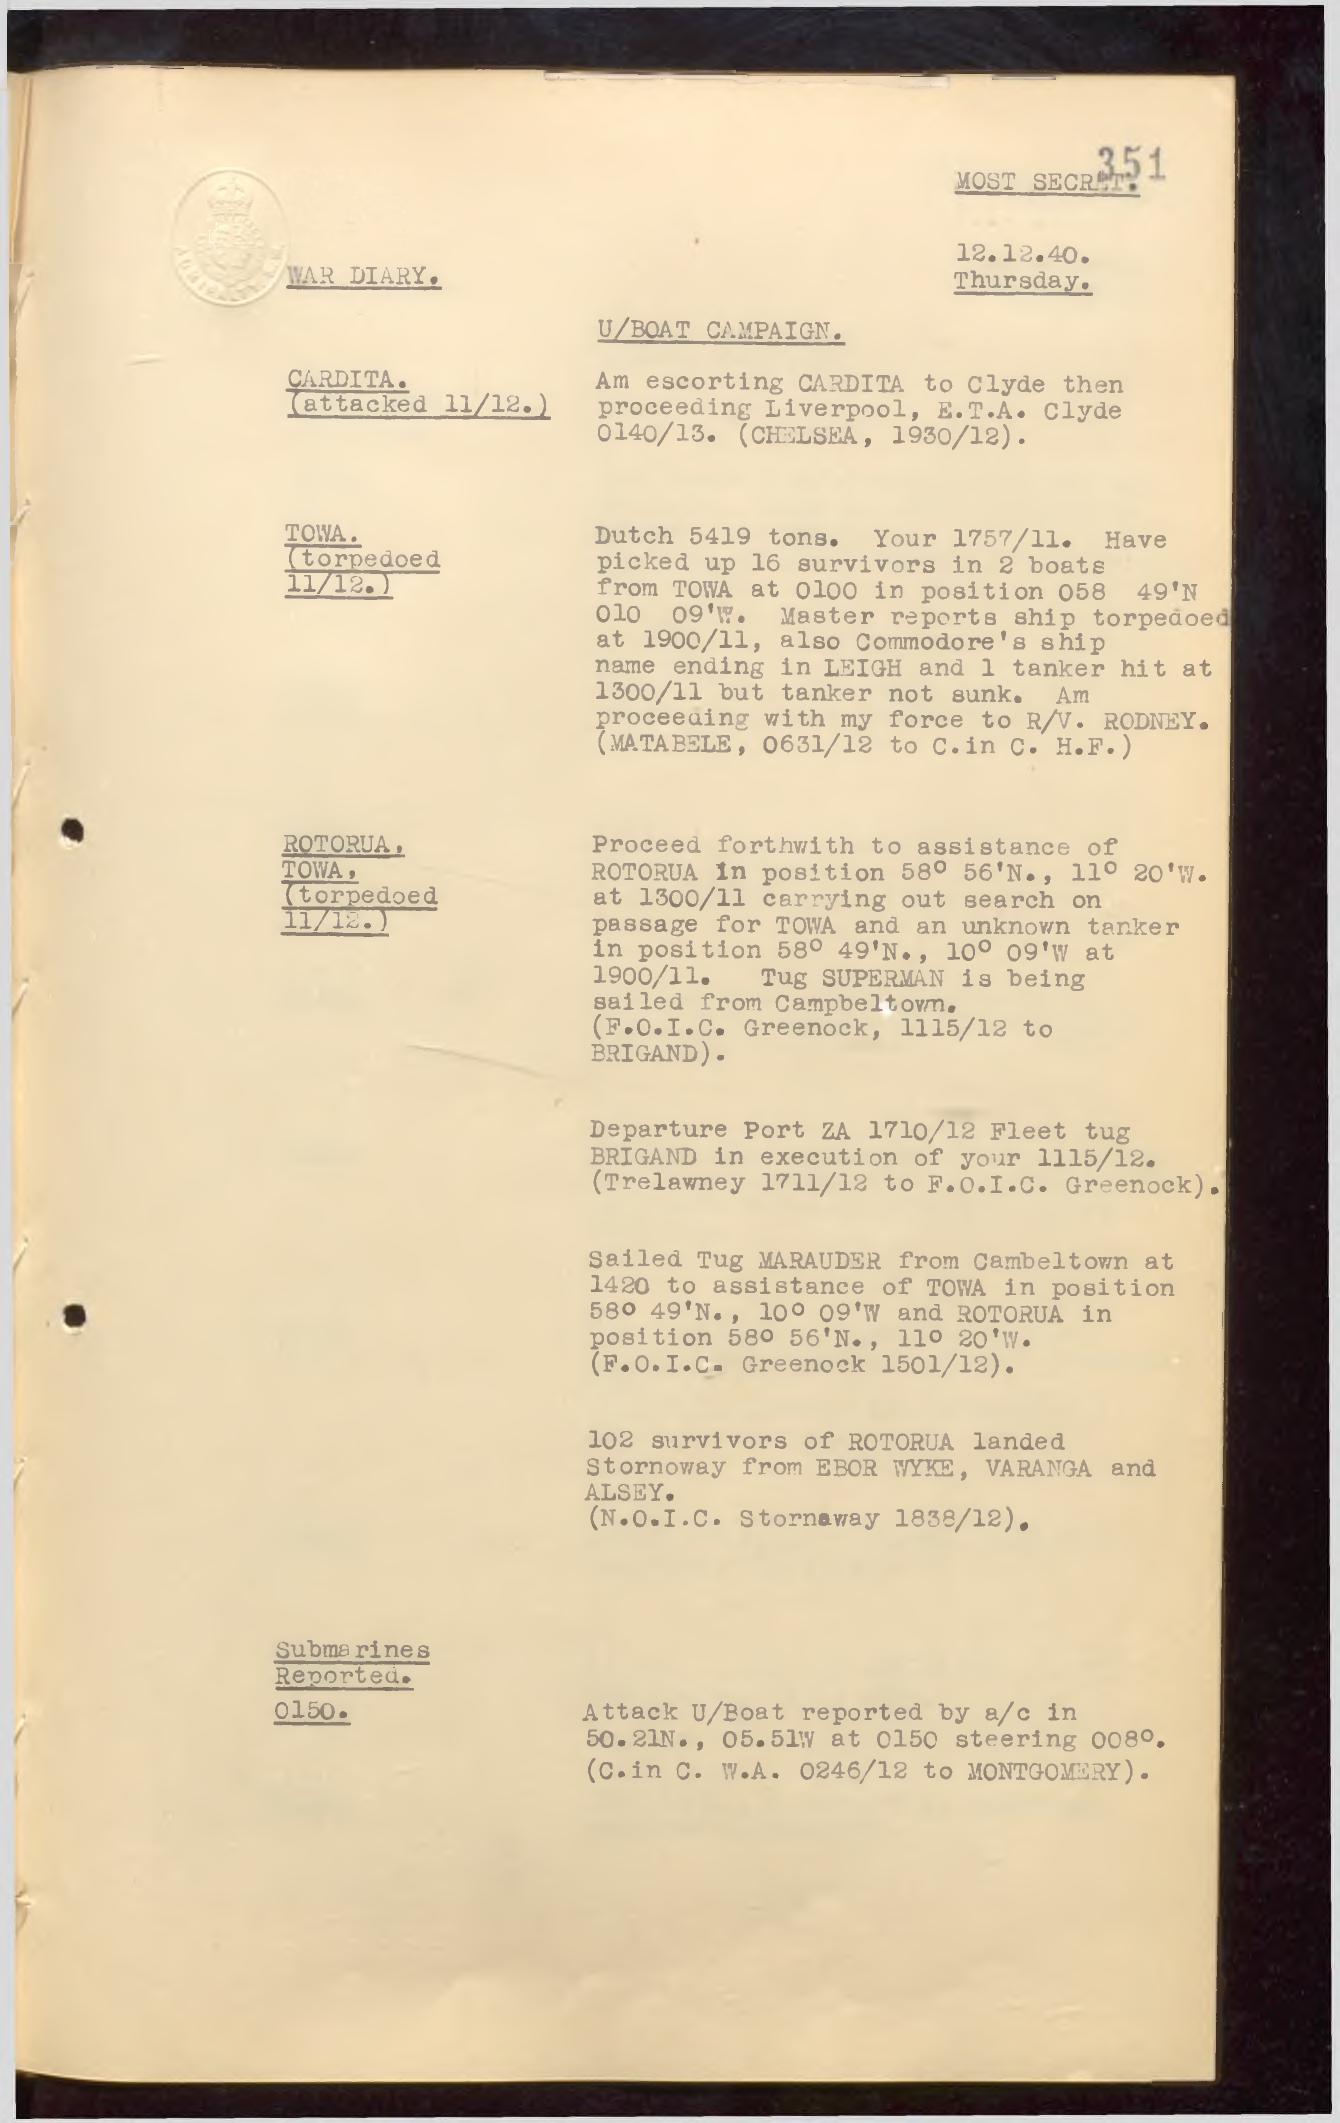 351
MOST SECRET.
12.12.40.
WAR DIARY.
Thursday.
U/BOAT CAMPAIGN.
CARDITA.
(attacked 11/12.)
Am escorting CARDITA to Clyde then
proceeding Liverpool, E.T.A. Clyde
0140/13. (CHELSEA, 1930/12).
TOWA.
(torpedoed
11/12.)
Dutch 5419 tons. Your 1757/11. Have
picked up 16 survivors in 2 boats
from TOWA at 0100 in position 058 49'N
010 09'W. Master reports ship torpedoed
at 1900/11, also Commodore's ship
name ending in LEIGH and 1 tanker hit at
1300/11 but tanker not sunk. Am
proceeding with my force to R/V. RODNEY.
(MATABELE, 0631/12 to C.in C. H.F.)
ROTORUA,
TOWA,
(torpedoed
11/12.)
Proceed forthwith to assistance of
ROTORUA in position 58° 56'N., 11° 20'W.
at 1300/11 carrying out search on
passage for TOWA and an unknown tanker
in position 58° 49'N., 10° 09'W at
1900/11. Tug SUPERMAN is being
sailed from Campbeltown.
(F.O.I.C. Greenock, 1115/12 to
BRIGAND).
Departure Port ZA 1710/12 Fleet tug
BRIGAND in execution of your 1115/12.
(Trelawney 1711/12 to F.O.I.C. Greenock).
Sailed Tug MARAUDER from Cambeltown at
1420 to assistance of TOWA in position
58° 49'N., 10° 09'W and ROTORUA in
position 58° 56'N., 11° 20'W.
(F.O.I.C. Greenock 1501/12).
102 survivors of ROTORUA landed
Stornoway from EBOR WYKE, VARANGA and
ALSEY.
(N.O.I.C. Stornaway 1838/12).
Submarines
Reported.
0150.
Attack U/Boat reported by a/c in
50.21N., 05.51W at 0150 steering 008°.
(C.in C. W.A. 0246/12 to MONTGOMERY).